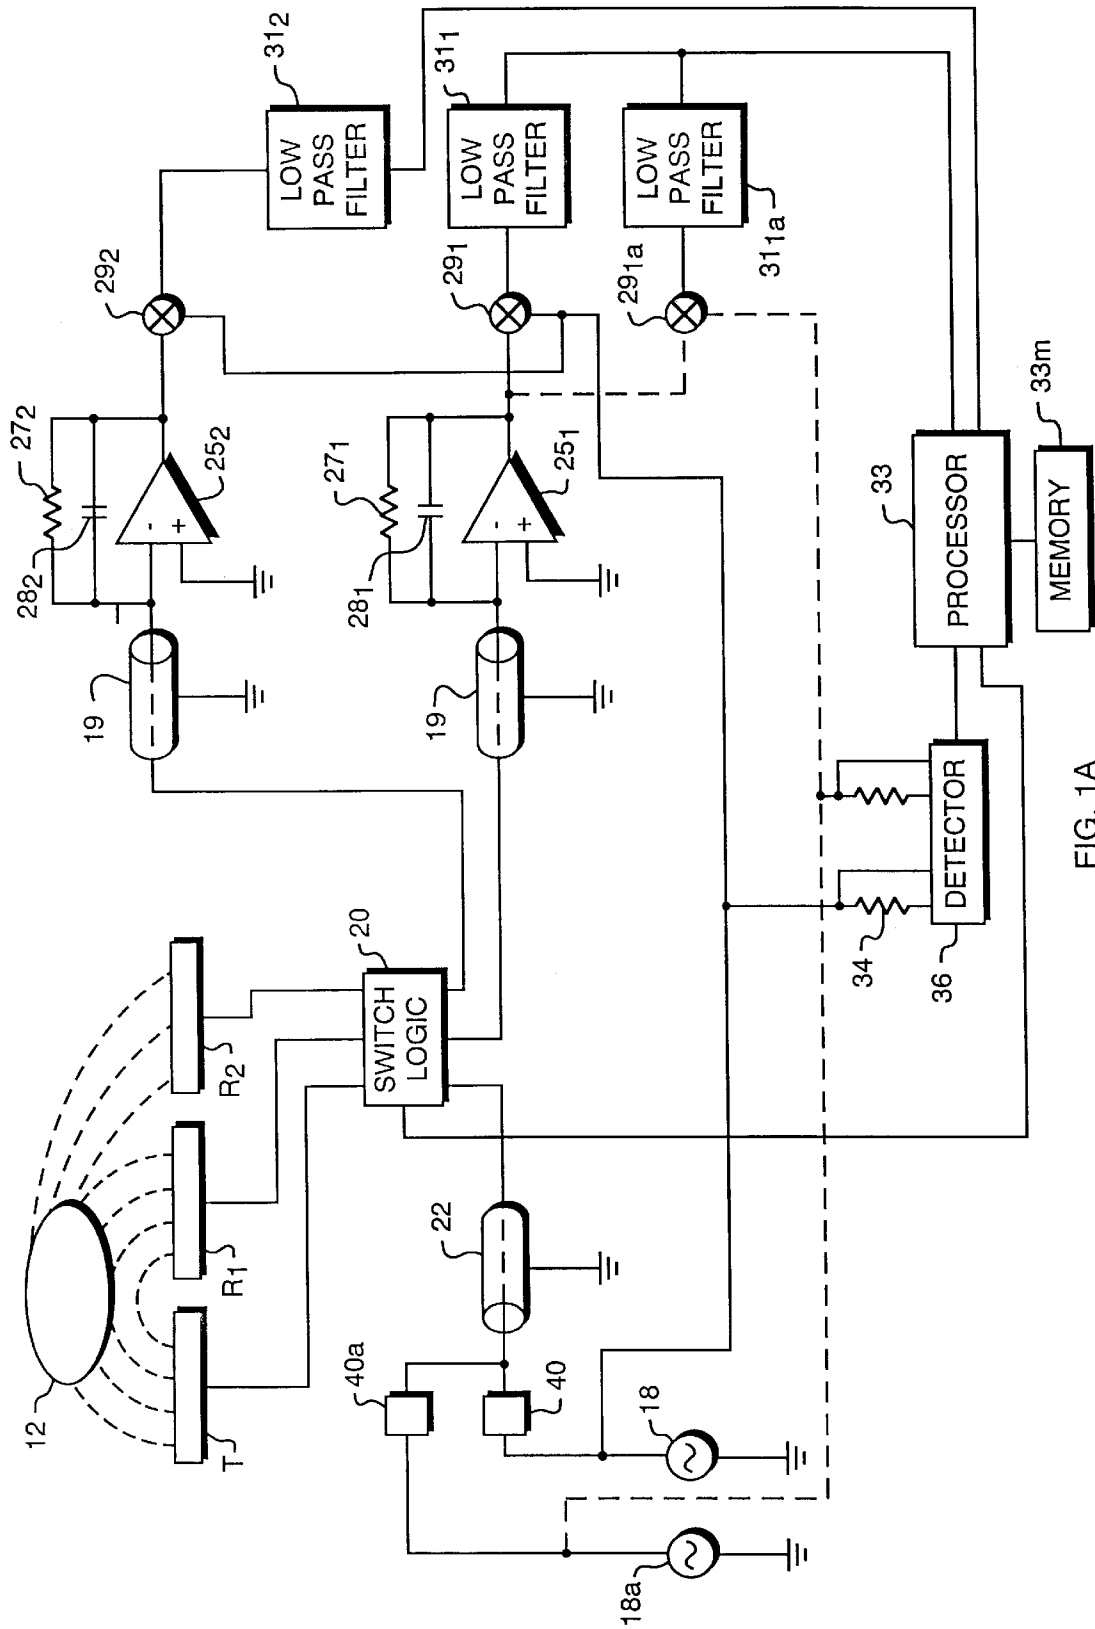 12
T
R1
R2
SWITCH
LOGIC
20
19
19
22
40a
40
18
18a
272
282
-
+
252
271
281
-
+
251
292
291
291a
LOW
PASS
FILTER
312
LOW
PASS
FILTER
311
LOW
PASS
FILTER
311a
34
DETECTOR
36
PROCESSOR
33
MEMORY
33m
FIG. 1A